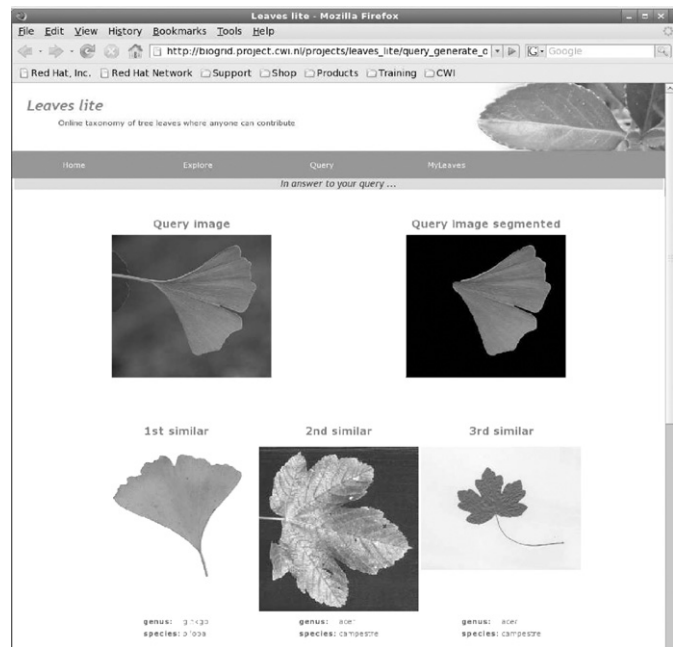 Leaves lite - Mozilla Firefox
File Edit View History Bookmarks Tools Help
http://biogrid.project.cwi.nl/projects/leaves_lite/query_generate_ G Google
Red Hat, Inc. Red Hat Network Support Shop Products Training CWI
Leaves lite
Online taxonomy of tree leaves where anyone can contribute
Home Explore Query MyLeaves
In answer to your query ...
Query image Query image segmented
1st similar 2nd similar 3rd similar
genus: ginkgo genus: acer genus: acer
species: species: campestre species: campestre